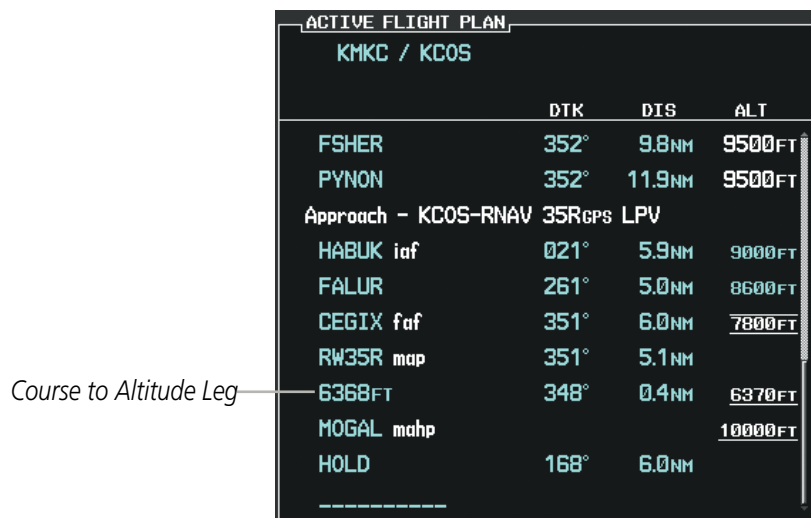 ACTIVE FLIGHT PLAN
KMKC / KCOS
DTK DIS ALT
FSHER 352° 9.8NM 9500FT
PYNON 352° 11.9NM 9500FT
Approach - KCOS-RNAV 35RGPS LPV
HABUK iaf 021° 5.9NM 9000FT
FALUR 261° 5.0NM 8600FT
CEGIX faf 351° 6.0NM 7800FT
RW35R map 351° 5.1NM
Course to Altitude Leg 6368FT 348° 0.4NM 6370FT
MOGAL mahp 10000FT
HOLD 168° 6.0NM
__________